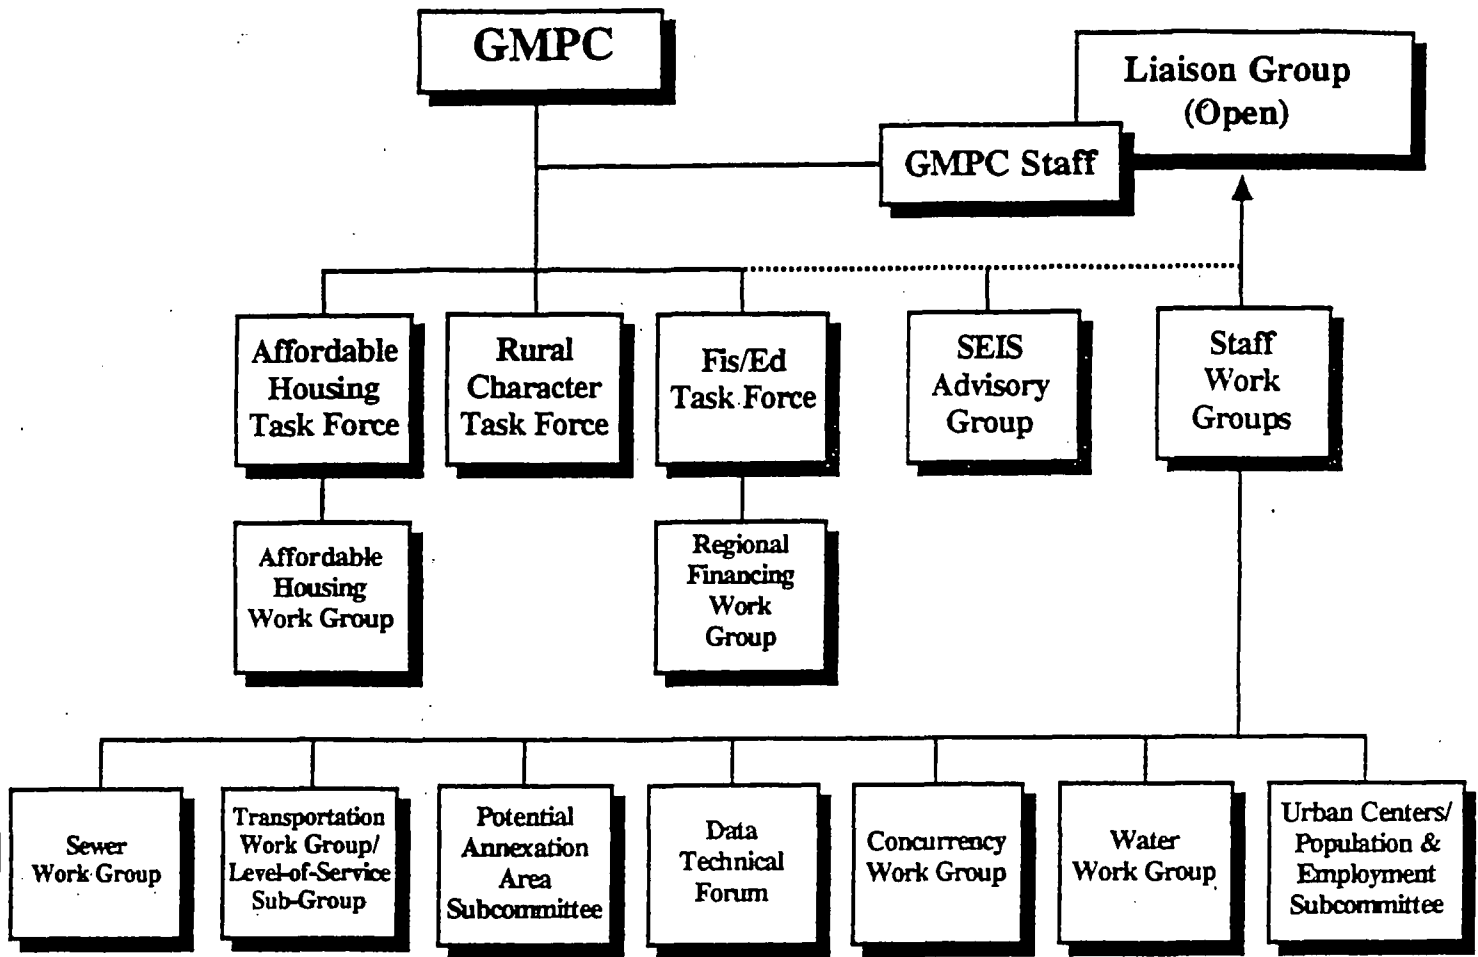 GMPC
Liaison Group
(Open)
GMPC Staff
Affordable
Housing
Task Force
Rural
Character
Task Force
Fis/Ed
Task Force
SEIS
Advisory
Group
Staff
Work
Groups
Affordable
Housing
Work Group
Regional
Financing
Work
Group
Sewer
Work Group
Transportation
Work Group/
Level-of-Service
Sub-Group
Potential
Annexation
Area
Subcommittee
Data
Technical
Forum
Concurrency
Work Group
Water
Work Group
Urban Centers/
Population &
Employment
Subcommittee